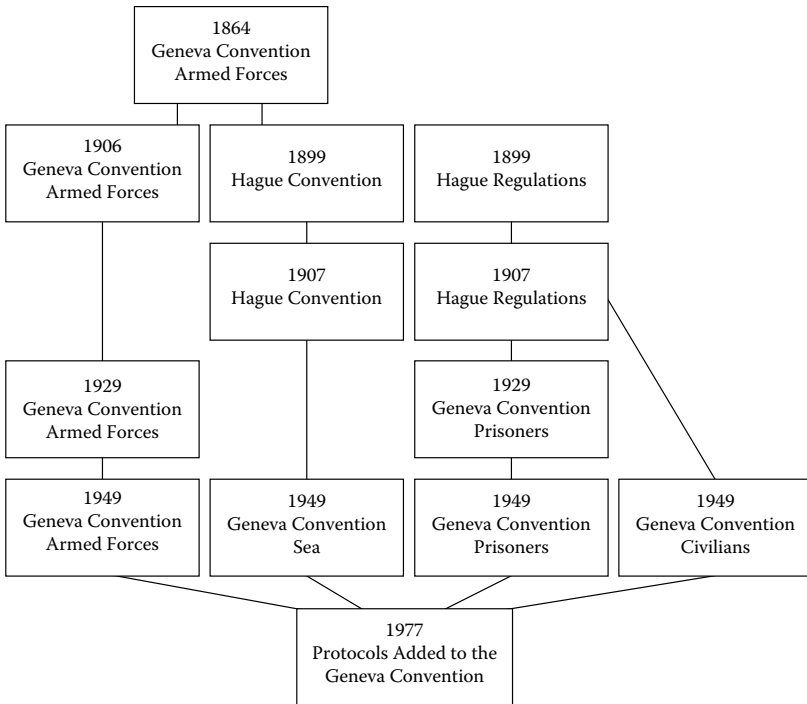 1864
Geneva Convention
Armed Forces
1906
Geneva Convention
Armed Forces
1899
Hague Convention
1899
Hague Regulations
1907
Hague Convention
1907
Hague Regulations
1929
Geneva Convention
Armed Forces
1929
Geneva Convention
Prisoners
1949
Geneva Convention
Armed Forces
1949
Geneva Convention
Sea
1949
Geneva Convention
Prisoners
1949
Geneva Convention
Civilians
1977
Protocols Added to the
Geneva Convention